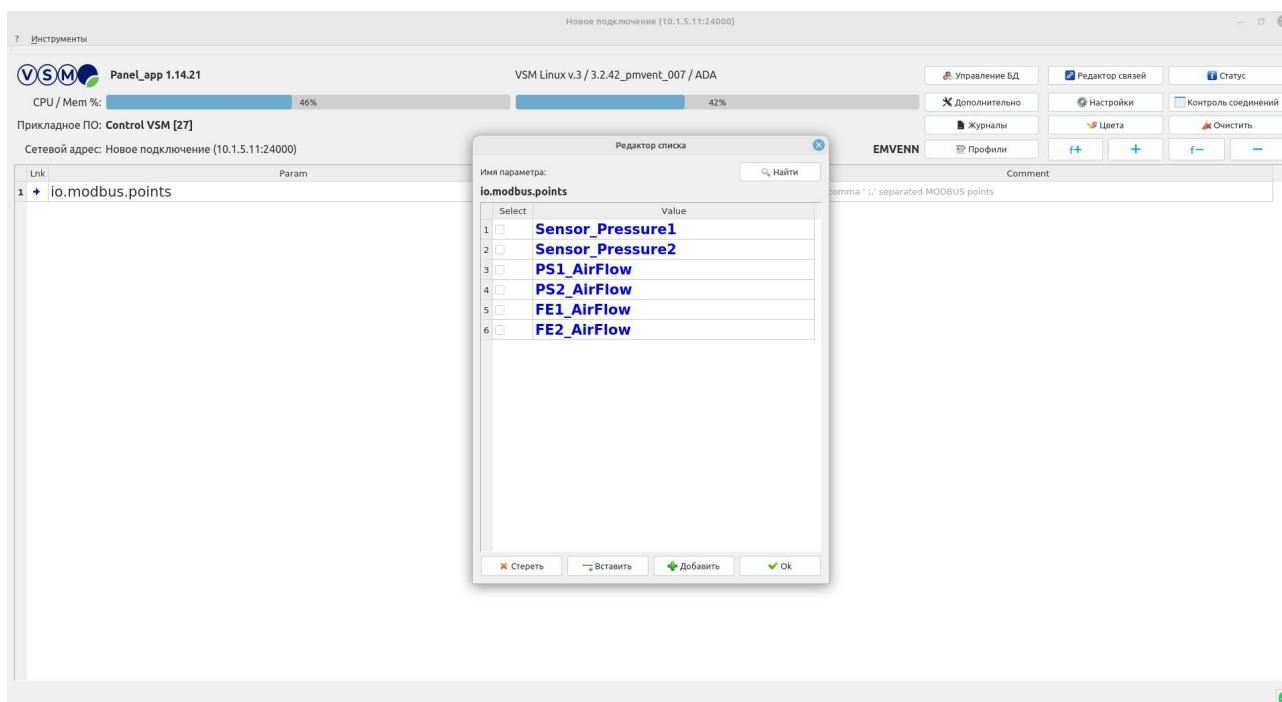 Новое подключение (10.1.5.11:24000)
? Инструменты
VSM Panel_app 1.14.21 VSM Linux v.3 / 3.2.42_pmvent_007 / ADA Управление БД Редактор связей Статус
CPU / Mem %: 46% 42% Дополнительно Настройки Контроль соединений
Прикладное ПО: Control VSM [27] Журналы Цвета Очистить
Сетевой адрес: Новое подключение (10.1.5.11:24000) EMVENN Профили f+ + f− −
Lnk Param Comment
1 io.modbus.points comma ' ;,' separated MODBUS points
Редактор списка
Имя параметра: Найти
io.modbus.points
Select Value
1 Sensor_Pressure1
2 Sensor_Pressure2
3 PS1_AirFlow
4 PS2_AirFlow
5 FE1_AirFlow
6 FE2_AirFlow
Стереть Вставить Добавить Ok